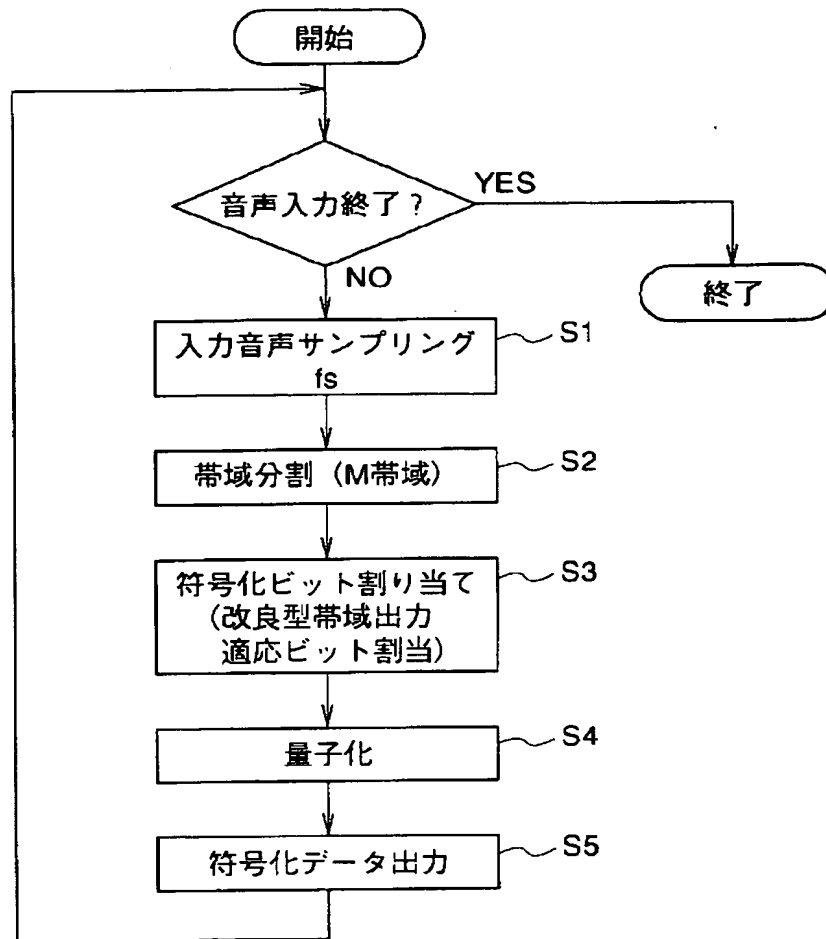 開始
音声入力終了?
YES
NO
終了
入力音声サンプリング
fs
S1
帯域分割(M帯域)
S2
符号化ビット割り当て
(改良型帯域出力
適応ビット割当)
S3
量子化
S4
符号化データ出力
S5